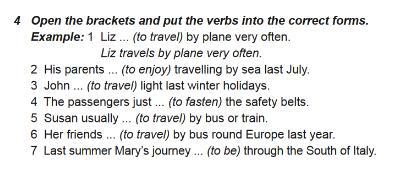 4 Open the brackets and put the verbs into the correct forms.
Example: 1 Liz ... (to travel) by plane very often.
Liz travels by plane very often.
2 His parents ... (to enjoy) travelling by sea last July.
3 John ... (to travel) light last winter holidays.
4 The passengers just ... (to fasten) the safety belts.
5 Susan usually ... (to travel) by bus or train.
6 Her friends ... (to travel) by bus round Europe last year.
7 Last summer Mary's journey ... (to be) through the South of Italy.